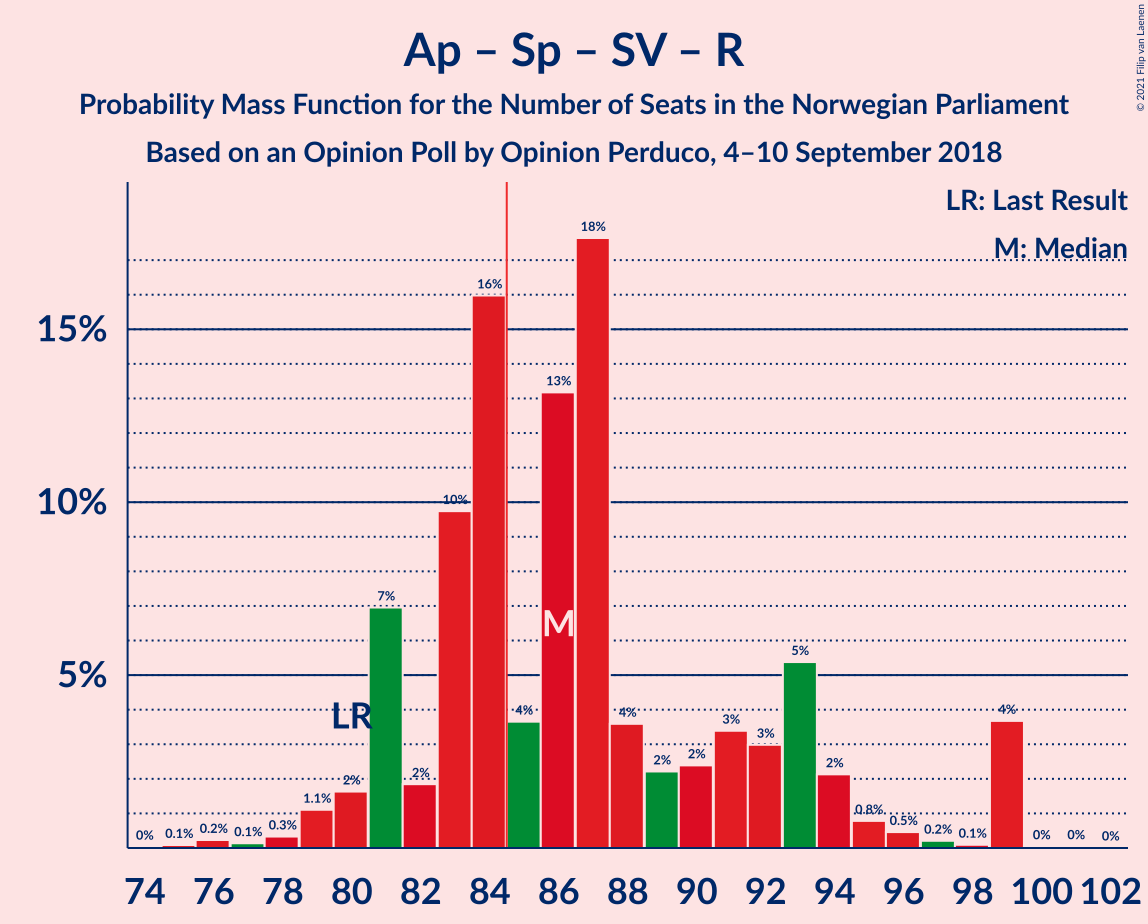 Ap – Sp – SV – R
Probability Mass Function for the Number of Seats in the Norwegian Parliament
Based on an Opinion Poll by Opinion Perduco, 4–10 September 2018
© 2021 Filip van Laenen
LR: Last Result
M: Median
15%
10%
5%
LR
M
0% 0.1% 0.2% 0.1% 0.3% 1.1% 2% 7% 2% 10% 16% 4% 13% 18% 4% 2% 2% 3% 3% 5% 2% 0.8% 0.5% 0.2% 0.1% 4% 0% 0% 0%
74 76 78 80 82 84 86 88 90 92 94 96 98 100 102